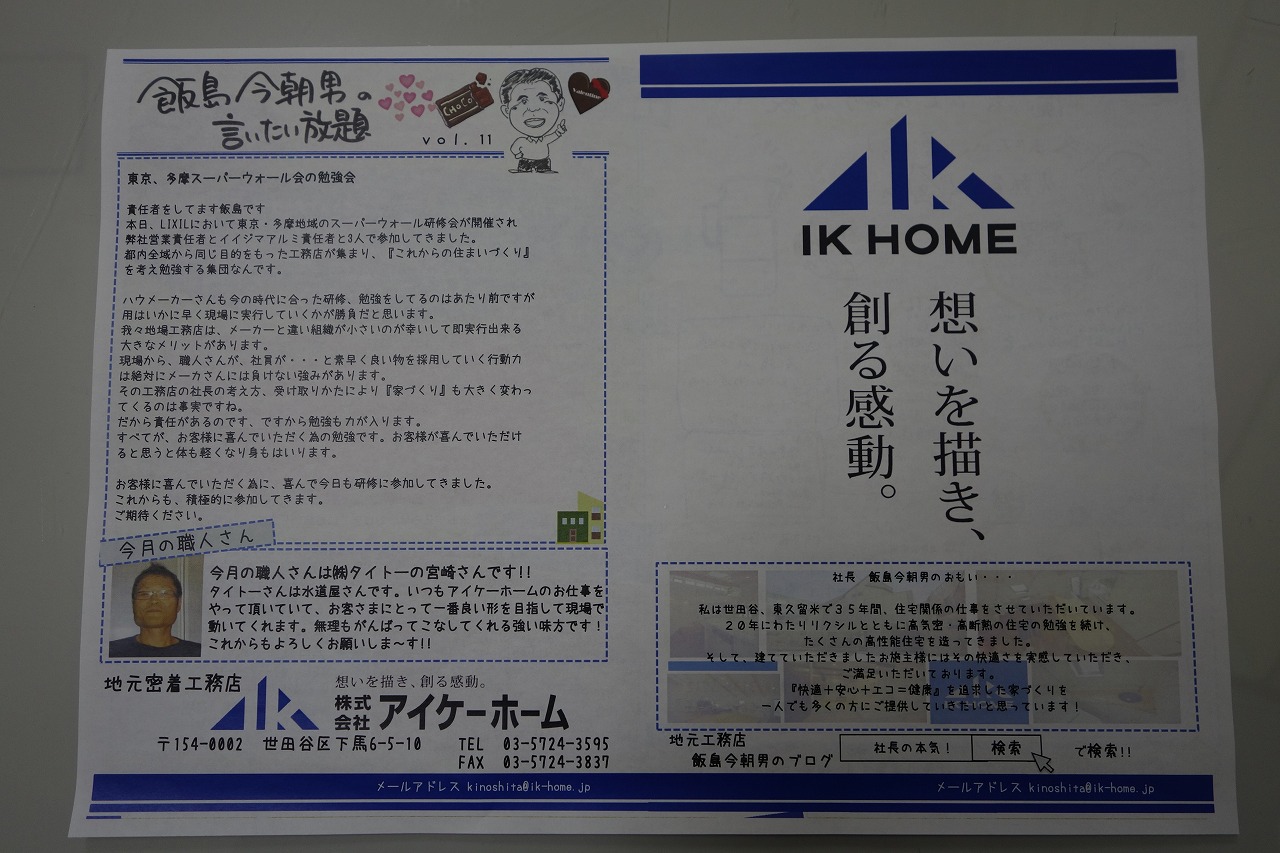 飯島今朝男の
言いたい放題
CHOCO
Valentine
vol.11
東京、多摩スーパーウォール会の勉強会
責任者をしてます飯島です
本日、LIXILにおいて東京・多摩地域のスーパーウォール研修会が開催され
弊社営業責任者とイイジマアルミ責任者と3人で参加してきました。
都内全域から同じ目的をもった工務店が集まり、『これからの住まいづくり』
を考え勉強する集団なんです。
ハウメーカーさんも今の時代に合った研修、勉強をしてるのはあたり前ですが
用はいかに早く現場に実行していくかが勝負だと思います。
我々地場工務店は、メーカーと違い組織が小さいのが幸いして即実行出来る
大きなメリットがあります。
現場から、職人さんが、社員が・・・と素早く良い物を採用していく行動力
は絶対にメーカさんには負けない強みがあります。
その工務店の社長の考え方、受け取りかたにより『家づくり』も大きく変わっ
てくるのは事実ですね。
だから責任があるのです、ですから勉強も力が入ります。
すべてが、お客様に喜んでいただく為の勉強です。お客様が喜んでいただけ
ると思うと体も軽くなり身もはいります。
お客様に喜んでいただく為に、喜んで今日も研修に参加してきました。
これからも、積極的に参加してきます。
ご期待ください。
今月の職人さん
今月の職人さんは㈱タイトーの宮崎さんです!!
タイトーさんは水道屋さんです。いつもアイケーホームのお仕事を
やって頂いていて、お客さまにとって一番良い形を目指して現場で
動いてくれます。無理もがんばってこなしてくれる強い味方です！
これからもよろしくお願いしま～す!!
地元密着工務店
想いを描き、創る感動。
株式会社 アイケーホーム
〒154-0002 世田谷区下馬6-5-10 TEL 03-5724-3595
FAX 03-5724-3837
メールアドレス kinoshita@ik-home.jp
IK HOME
想いを描き、
創る感動。
社長 飯島今朝男のおもい・・・
私は世田谷、東久留米で３５年間、住宅関係の仕事をさせていただいています。
２０年にわたりリクシルとともに高気密・高断熱の住宅の勉強を続け、
たくさんの高性能住宅を造ってきました。
そして、建てていただきましたお施主様にはその快適さを実感していただき、
ご満足いただいております。
『快適＋安心＋エコ＝健康』を追求した家づくりを
一人でも多くの方にご提供していきたいと思っています！
地元工務店
飯島今朝男のブログ 社長の本気！ 検索 で検索!!
メールアドレス kinoshita@ik-home.jp